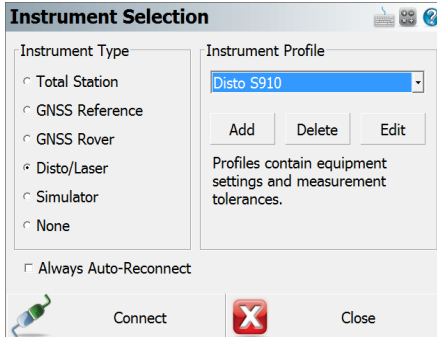 Instrument Selection
Instrument Type
Total Station
GNSS Reference
GNSS Rover
Disto/Laser
Simulator
None
Instrument Profile
Disto S910
Add Delete Edit
Profiles contain equipment
settings and measurement
tolerances.
Always Auto-Reconnect
Connect Close